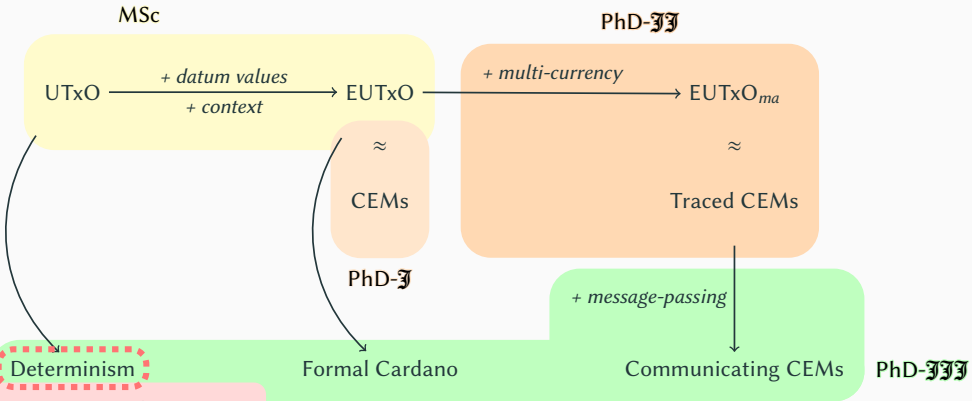 MSc
PhD-ℑℑ
+ datum values
+ multi-currency
UTxO
EUTxO
EUTxOma
+ context
≈
≈
CEMs
Traced CEMs
PhD-ℑ
+ message-passing
Determinism
Formal Cardano
Communicating CEMs
PhD-ℑℑℑ